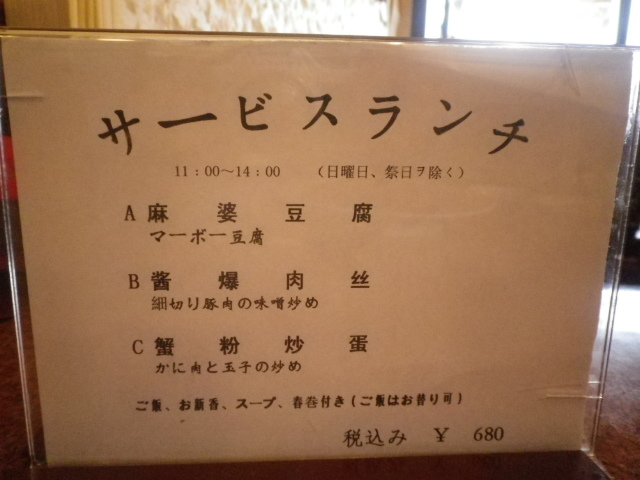 サービスランチ
11:00～14:00 (日曜日、祭日ヲ除く)
A 麻婆豆腐
マーボー豆腐
B 醤爆肉丝
細切り豚肉の味噌炒め
C 蟹粉炒蛋
かに肉と玉子の炒め
ご飯、お新香、スープ、春巻付き(ご飯はお替り可)
税込み ￥ 680